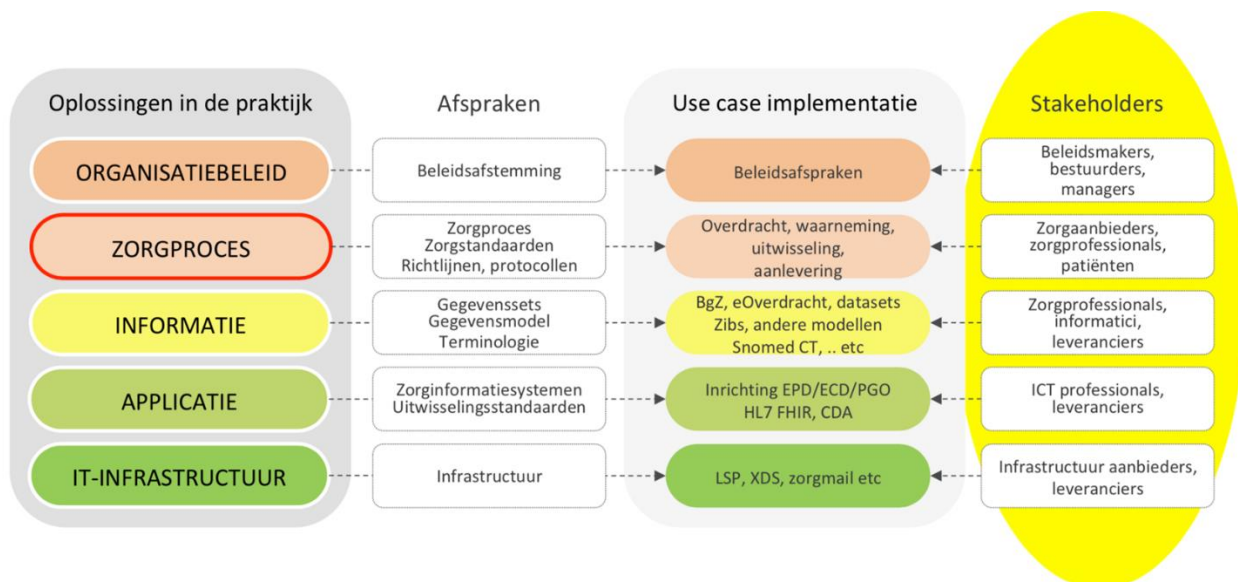 Oplossingen in de praktijk
Afspraken
Use case implementatie
Stakeholders
ORGANISATIEBELEID
Beleidsafstemming
Beleidsafspraken
Beleidsmakers,
bestuurders,
managers
ZORGPROCES
Zorgproces
Zorgstandaarden
Richtlijnen, protocollen
Overdracht, waarneming,
uitwisseling,
aanlevering
Zorgaanbieders,
zorgprofessionals,
patiënten
INFORMATIE
Gegevenssets
Gegevensmodel
Terminologie
BgZ, eOverdracht, datasets
Zibs, andere modellen
Snomed CT, .. etc
Zorgprofessionals,
informatici,
leveranciers
APPLICATIE
Zorginformatiesystemen
Uitwisselingsstandaarden
Inrichting EPD/ECD/PGO
HL7 FHIR, CDA
ICT professionals,
leveranciers
IT-INFRASTRUCTUUR
Infrastructuur
LSP, XDS, zorgmail etc
Infrastructuur aanbieders,
leveranciers